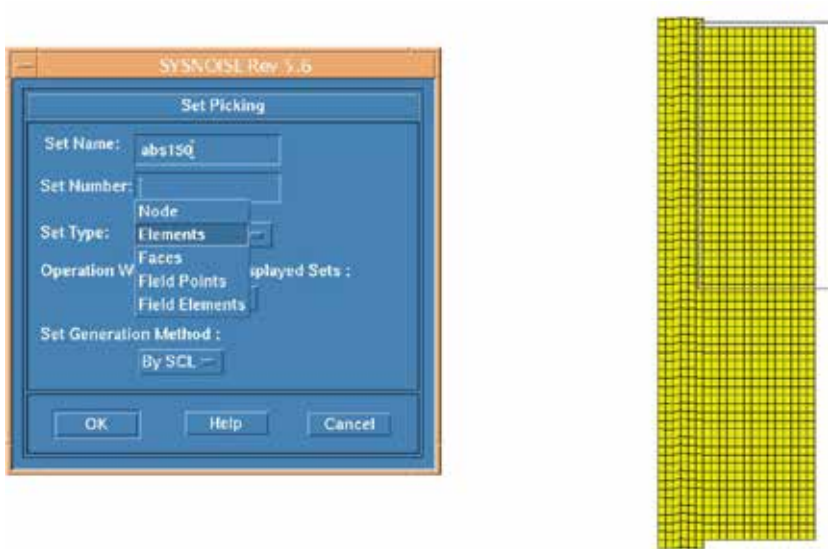 SYSNOISE Rev 5.6
Set Picking
Set Name: abs150
Set Number:
Node
Set Type: Elements
Faces
Operation W splayed Sets :
Field Points
Field Elements
Set Generation Method :
By SCL
OK Help Cancel